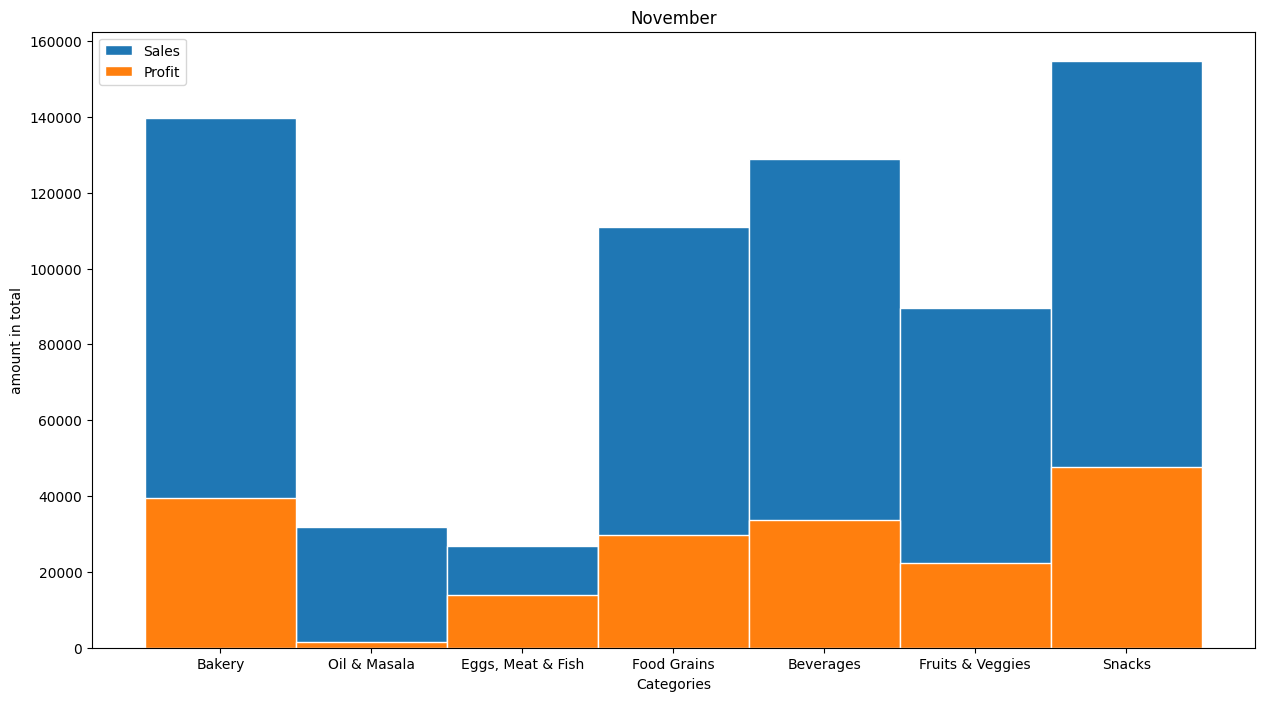 November
Sales
Profit
160000
140000
120000
100000
80000
60000
40000
20000
0
amount in total
Bakery
Oil & Masala
Eggs, Meat & Fish
Food Grains
Beverages
Fruits & Veggies
Snacks
Categories